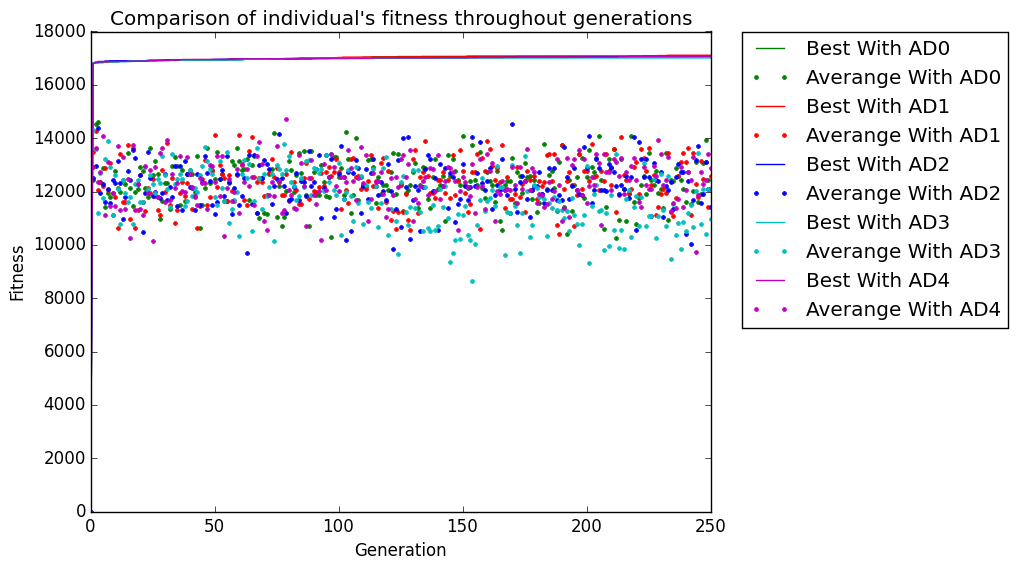 Comparison of individual's fitness throughout generations
18000
16000
14000
12000
10000
8000
6000
4000
2000
0
0 50 100 150 200 250
Generation
Fitness
Best With AD0
Averange With AD0
Best With AD1
Averange With AD1
Best With AD2
Averange With AD2
Best With AD3
Averange With AD3
Best With AD4
Averange With AD4